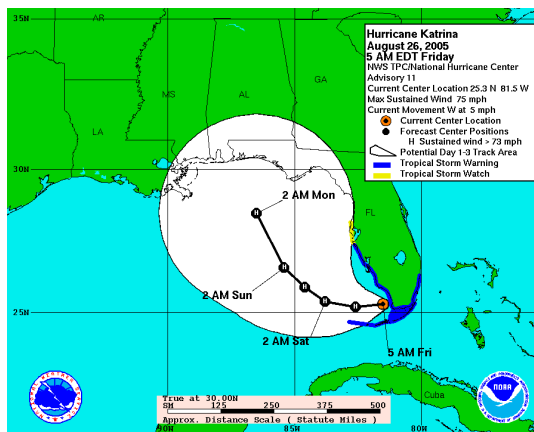 35N
AR
Hurricane Katrina
August 26, 2005
5 AM EDT Friday
NWS TPC/National Hurricane Center
Advisory 11
Current Center Location 25.3 N 81.5 W
Max Sustained Wind 75 mph
Current Movement W at 5 mph
Current Center Location
Forecast Center Positions
H Sustained wind > 73 mph
Potential Day 1-3 Track Area
Tropical Storm Warning
Tropical Storm Watch
GA
MS
AL
LA
30N
2 AM Mon
H
FL
H
2 AM Sun
H
H
H
25N
2 AM Sat
5 AM Fri
NOAA
Cuba
True at 30.00N
SM 125 250 375 500
Approx. Distance Scale ( Statute Miles )
90N
85N
80N